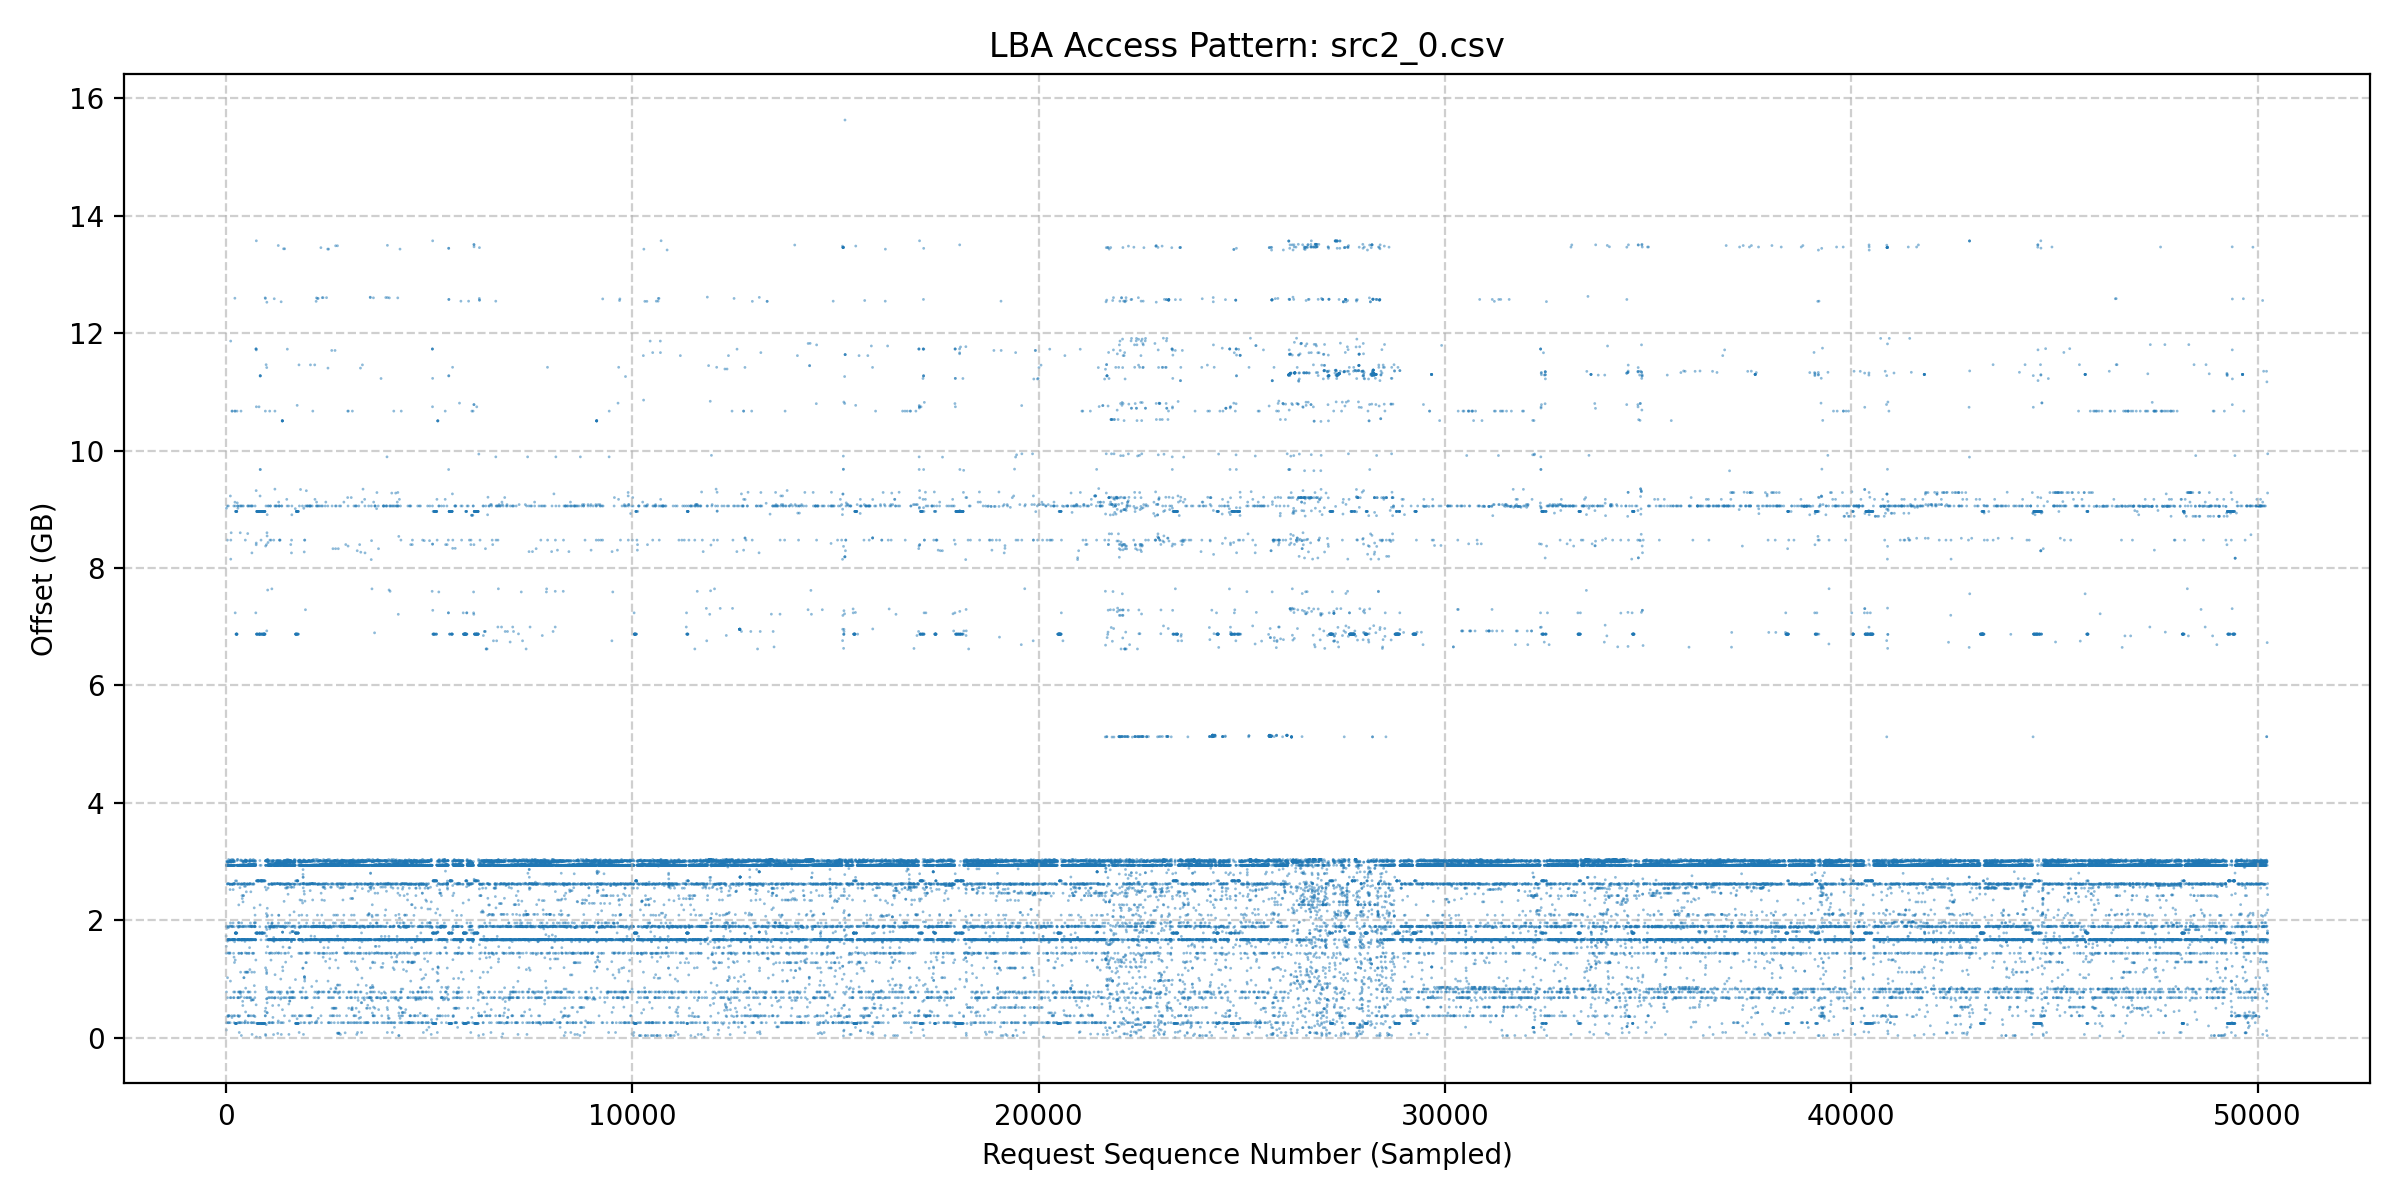 LBA Access Pattern: src2_0.csv
Offset (GB)
16
14
12
10
8
6
4
2
0
0 10000 20000 30000 40000 50000
Request Sequence Number (Sampled)